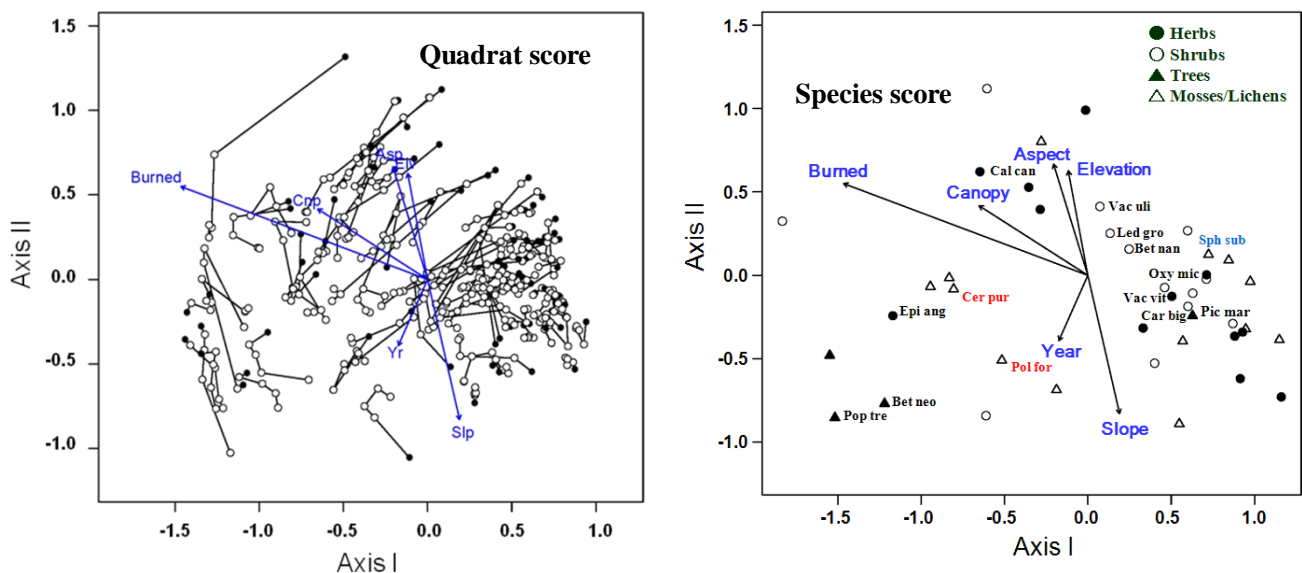 Quadrat score
1.5
1.0
0.5
0.0
-0.5
-1.0
Axis II
Burned
Cnp
Asp
Elv
Yr
Slp
-1.5 -1.0 -0.5 0.0 0.5 1.0
Axis I
Species score
Herbs
Shrubs
Trees
Mosses/Lichens
1.5
1.0
0.5
0.0
-0.5
-1.0
Axis II
Aspect
Elevation
Burned
Cal can
Canopy
Vac uli
Led gro
Bet nan
Sph sub
Oxy mic
Cer pur
Vac vit
Epi ang
Car big
Pic mar
Year
Pol for
Bet neo
Pop tre
Slope
-1.5 -1.0 -0.5 0.0 0.5 1.0
Axis I